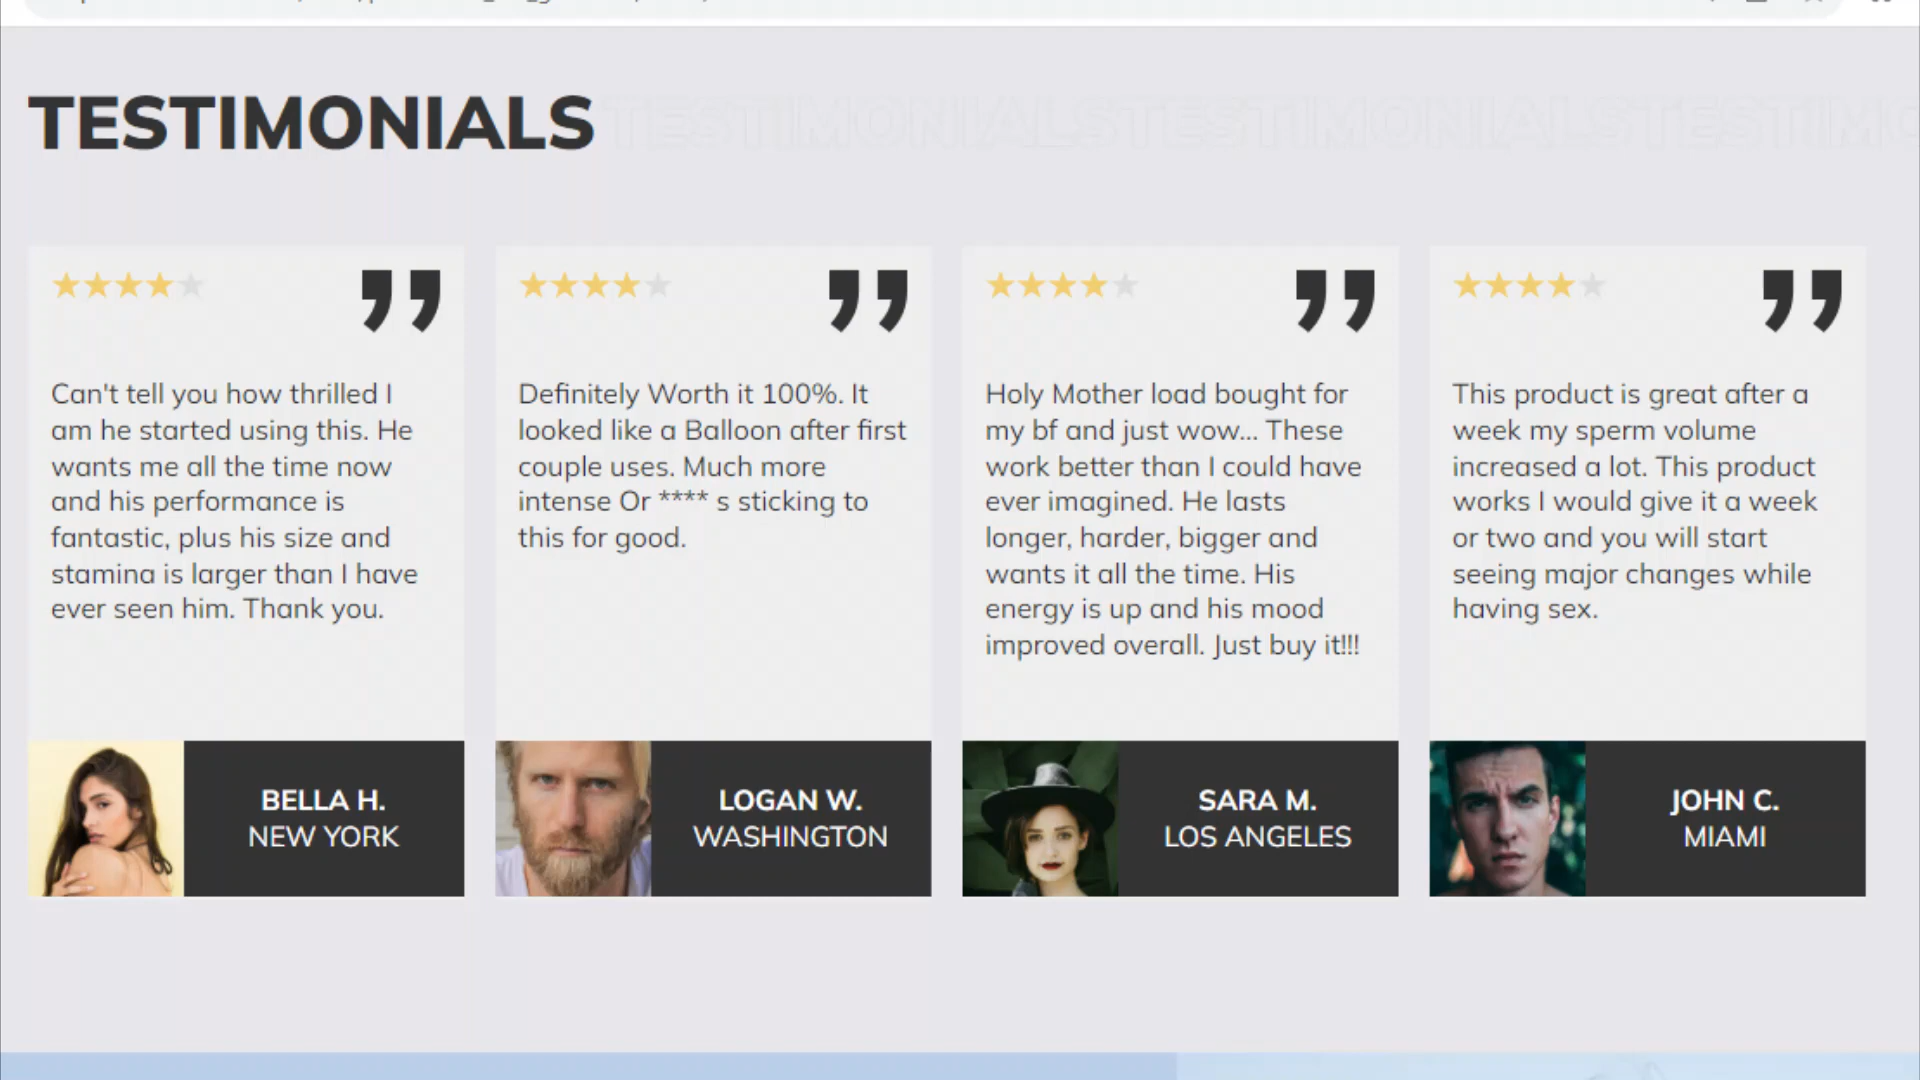 TESTIMONIALS
Can't tell you how thrilled I
am he started using this. He
wants me all the time now
and his performance is
fantastic, plus his size and
stamina is larger than I have
ever seen him. Thank you.
BELLA H.
NEW YORK
Definitely Worth it 100%. It
looked like a Balloon after first
couple uses. Much more
intense Or **** s sticking to
this for good.
LOGAN W.
WASHINGTON
Holy Mother load bought for
my bf and just wow... These
work better than I could have
ever imagined. He lasts
longer, harder, bigger and
wants it all the time. His
energy is up and his mood
improved overall. Just buy it!!!
SARA M.
LOS ANGELES
This product is great after a
week my sperm volume
increased a lot. This product
works I would give it a week
or two and you will start
seeing major changes while
having sex.
JOHN C.
MIAMI